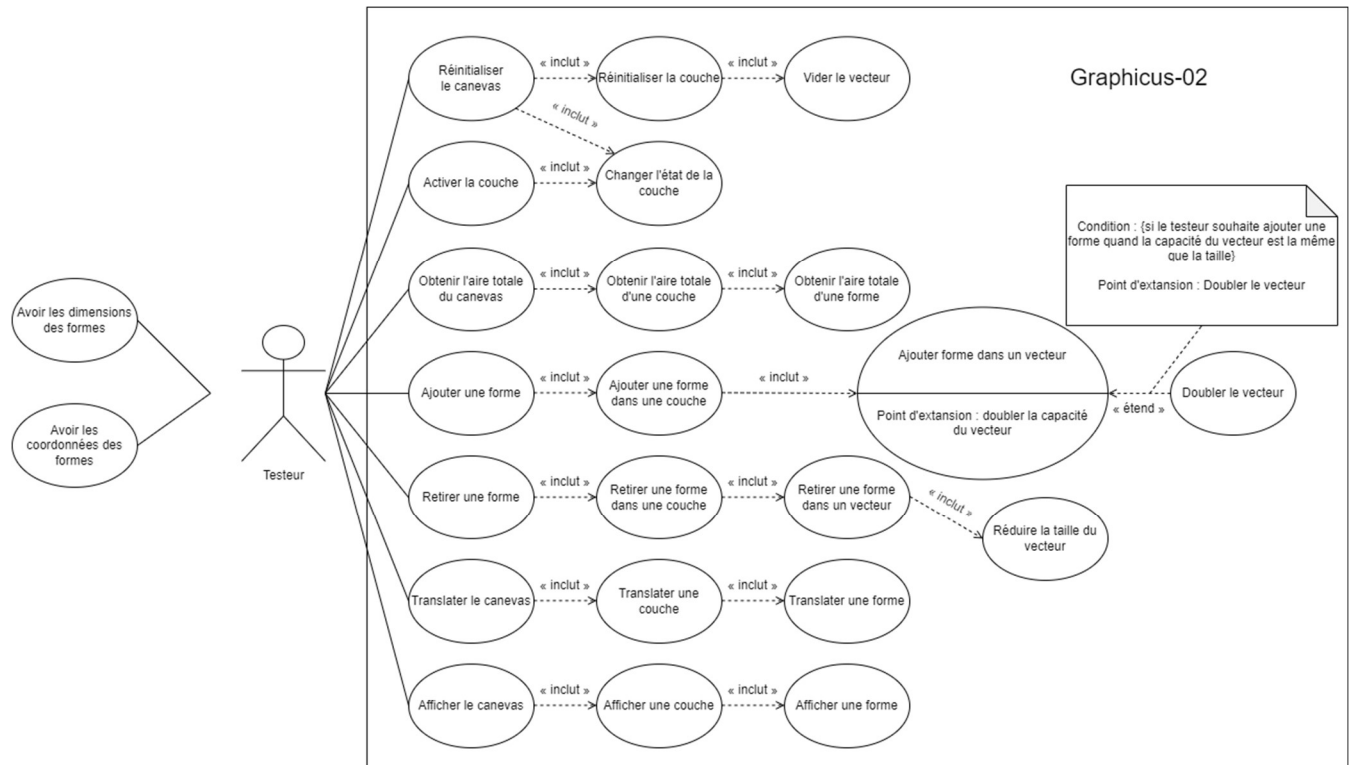 Réinitialiser
le canevas
« inclut »
Réinitialiser la couche
« inclut »
Vider le vecteur
Graphicus-02
« inclut »
Activer la couche
« inclut »
Changer l'état de la
couche
Condition : {si le testeur souhaite ajouter une
forme quand la capacité du vecteur est la même
que la taille}
Point d'extansion : Doubler le vecteur
Obtenir l'aire totale
du canevas
« inclut »
Obtenir l'aire totale
d'une couche
« inclut »
Obtenir l'aire totale
d'une forme
Avoir les dimensions
des formes
Avoir les
coordonnées des
formes
Testeur
Ajouter une forme
« inclut »
Ajouter une forme
dans une couche
« inclut »
Ajouter forme dans un vecteur
Point d'extansion : doubler la capacité
du vecteur
« étend »
Doubler le vecteur
Retirer une forme
« inclut »
Retirer une forme
dans une couche
« inclut »
Retirer une forme
dans un vecteur
« inclut »
Réduire la taille du
vecteur
Translater le canevas
« inclut »
Translater une
couche
« inclut »
Translater une forme
Afficher le canevas
« inclut »
Afficher une couche
« inclut »
Afficher une forme